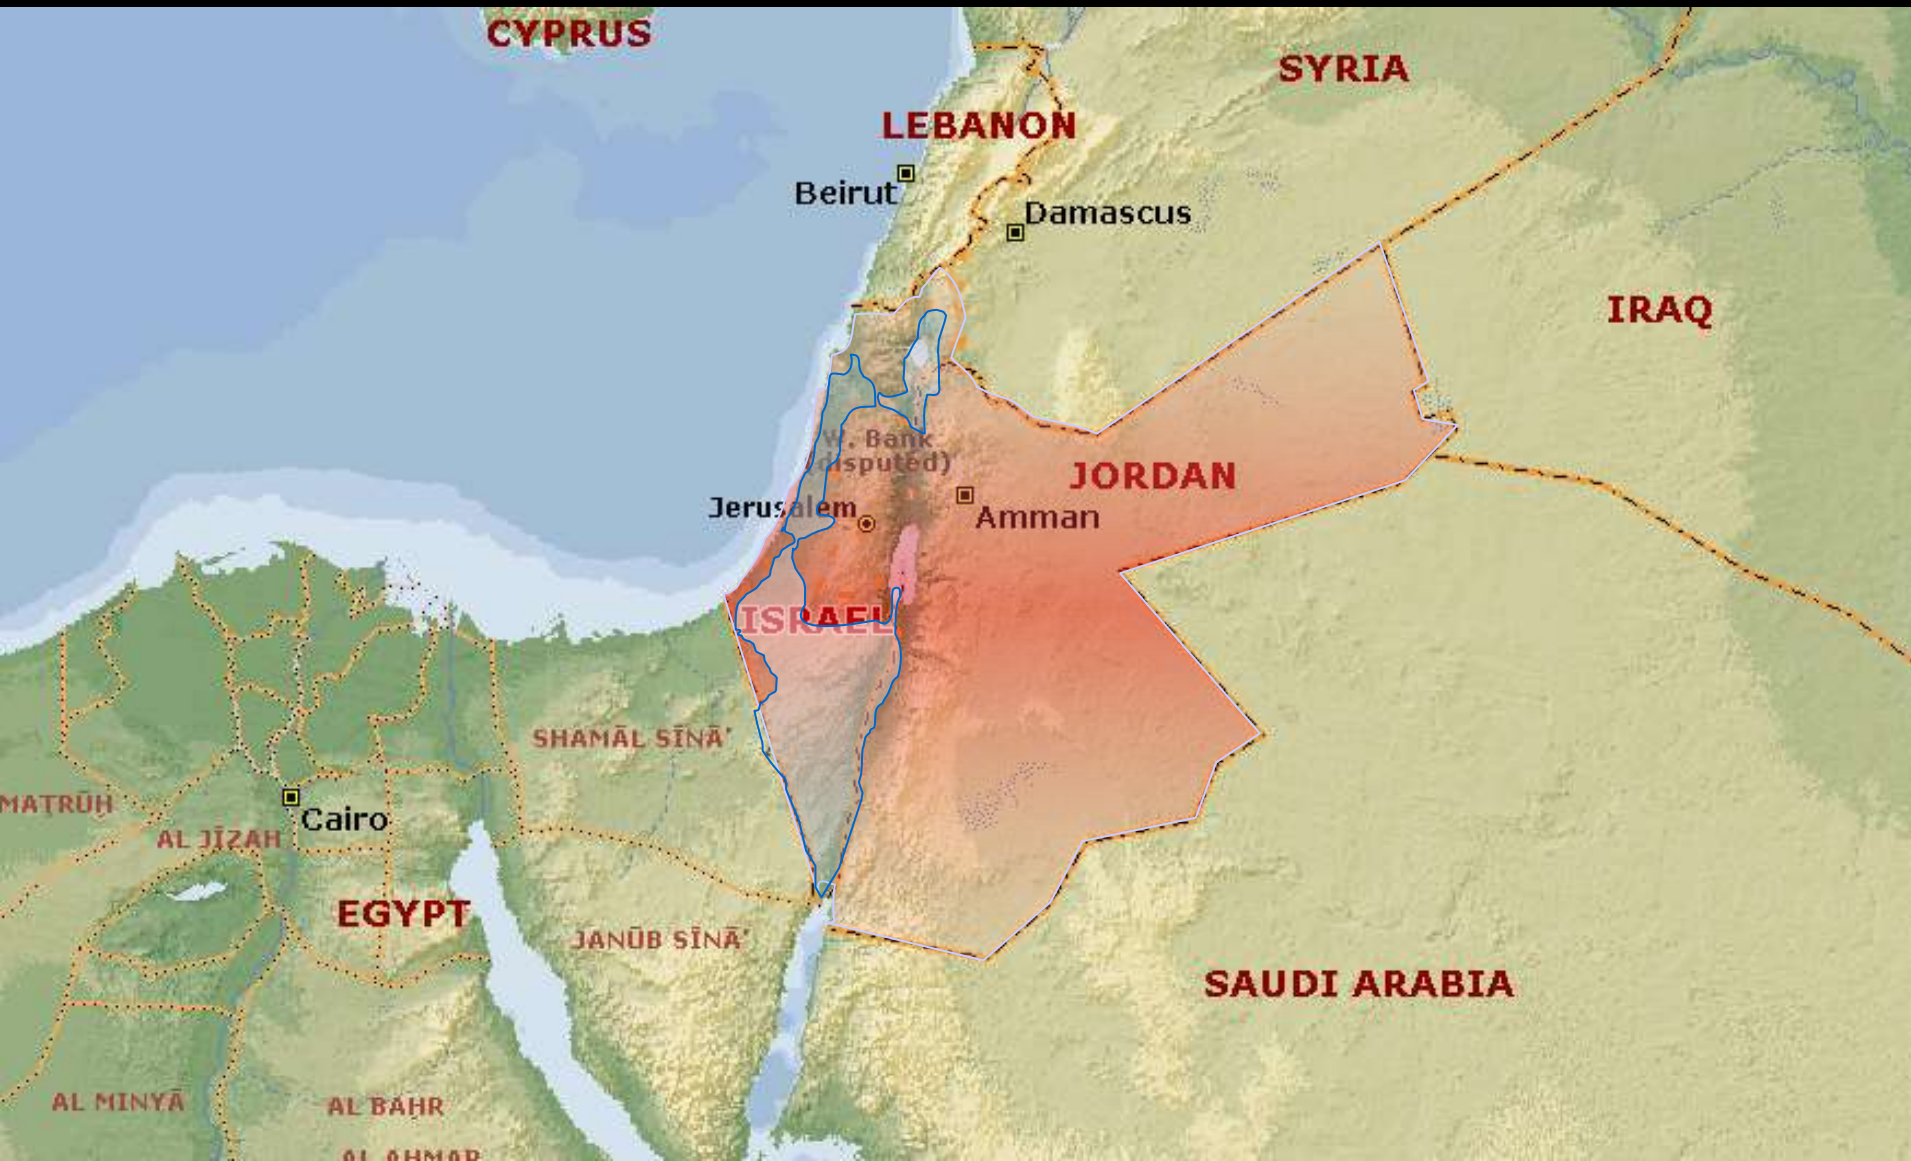 CYPRUS
SYRIA
LEBANON
Beirut
Damascus
IRAQ
W. Bank
(disputed)
JORDAN
Jerusalem
Amman
ISRAEL
SHAMĀL SĪNĀ'
MAṬRŪḤ
Cairo
AL JĪZAH
EGYPT
JANŪB SĪNĀ'
SAUDI ARABIA
AL MINYĀ
AL BAḤR
AL AḤMAR